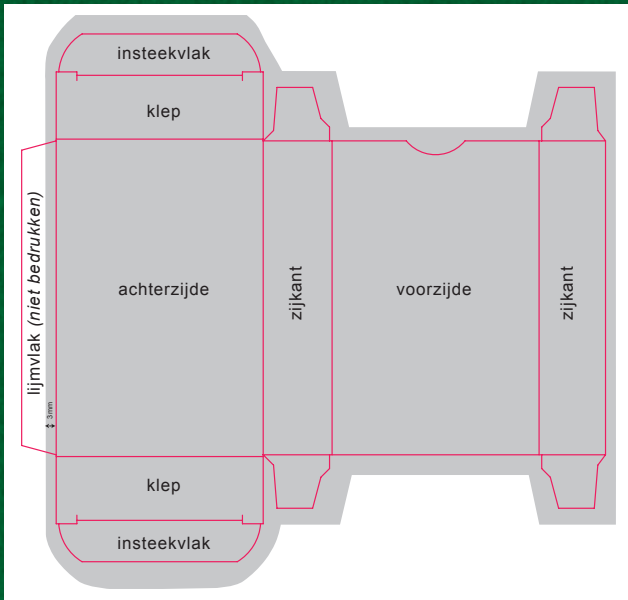 insteekvlak
klep
lijmvlak (niet bedrukken)
achterzijde
zijkant
voorzijde
zijkant
3mm
klep
insteekvlak